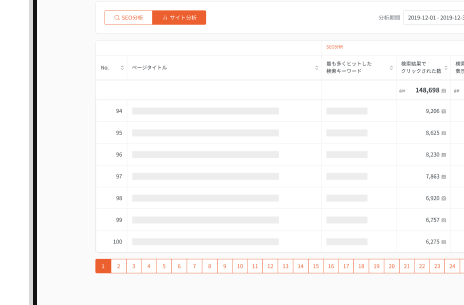 SEO分析 サイト分析 分析期間 2019-12-01 - 2019-12-3
SEO分析
No. ページタイトル 最も多くヒットした 検索結果で 検索
検索キーワード クリックされた数 表示
合計 148,698 回
94 9,206 回
95 8,625 回
96 8,230 回
97 7,863 回
98 6,920 回
99 6,757 回
100 6,275 回
1 2 3 4 5 6 7 8 9 10 11 12 13 14 15 16 17 18 19 20 21 22 23 24